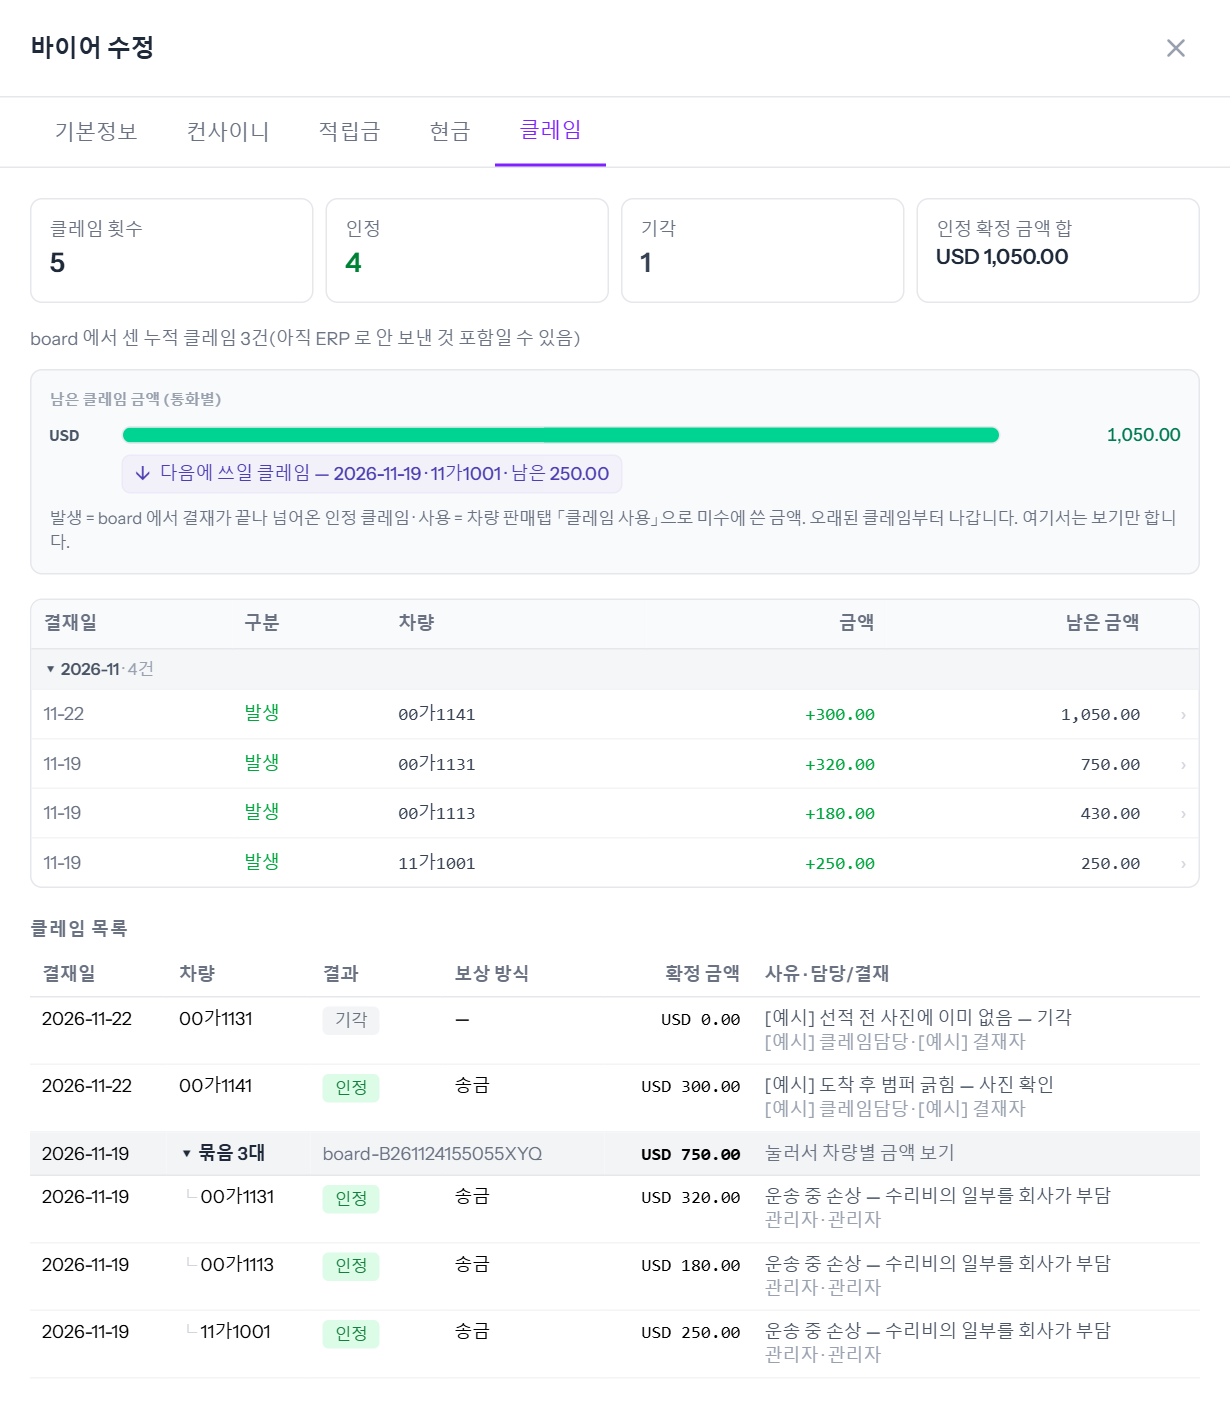 바이어 수정
기본정보 컨사이니 적립금 현금 클레임
클레임 횟수 인정 기각 인정 확정 금액 합
5 4 1 USD 1,050.00
board 에서 센 누적 클레임 3건(아직 ERP 로 안 보낸 것 포함일 수 있음)
남은 클레임 금액 (통화별)
USD 1,050.00
↓ 다음에 쓰일 클레임 — 2026-11-19 · 11가1001 · 남은 250.00
발생 = board 에서 결재가 끝나 넘어온 인정 클레임 · 사용 = 차량 판매탭 「클레임 사용」으로 미수에 쓴 금액. 오래된 클레임부터 나갑니다. 여기서는 보기만 합니
다.
결재일 구분 차량 금액 남은 금액
▼ 2026-11 · 4건
11-22 발생 00가1141 +300.00 1,050.00 ›
11-19 발생 00가1131 +320.00 750.00 ›
11-19 발생 00가1113 +180.00 430.00 ›
11-19 발생 11가1001 +250.00 250.00 ›
클레임 목록
결재일 차량 결과 보상 방식 확정 금액 사유 · 담당/결재
2026-11-22 00가1131 기각 — USD 0.00 [예시] 선적 전 사진에 이미 없음 — 기각
[예시] 클레임담당 · [예시] 결재자
2026-11-22 00가1141 인정 송금 USD 300.00 [예시] 도착 후 범퍼 긁힘 — 사진 확인
[예시] 클레임담당 · [예시] 결재자
2026-11-19 ▼ 묶음 3대 board-B261124155055XYQ USD 750.00 눌러서 차량별 금액 보기
2026-11-19 └ 00가1131 인정 송금 USD 320.00 운송 중 손상 — 수리비의 일부를 회사가 부담
관리자 · 관리자
2026-11-19 └ 00가1113 인정 송금 USD 180.00 운송 중 손상 — 수리비의 일부를 회사가 부담
관리자 · 관리자
2026-11-19 └ 11가1001 인정 송금 USD 250.00 운송 중 손상 — 수리비의 일부를 회사가 부담
관리자 · 관리자